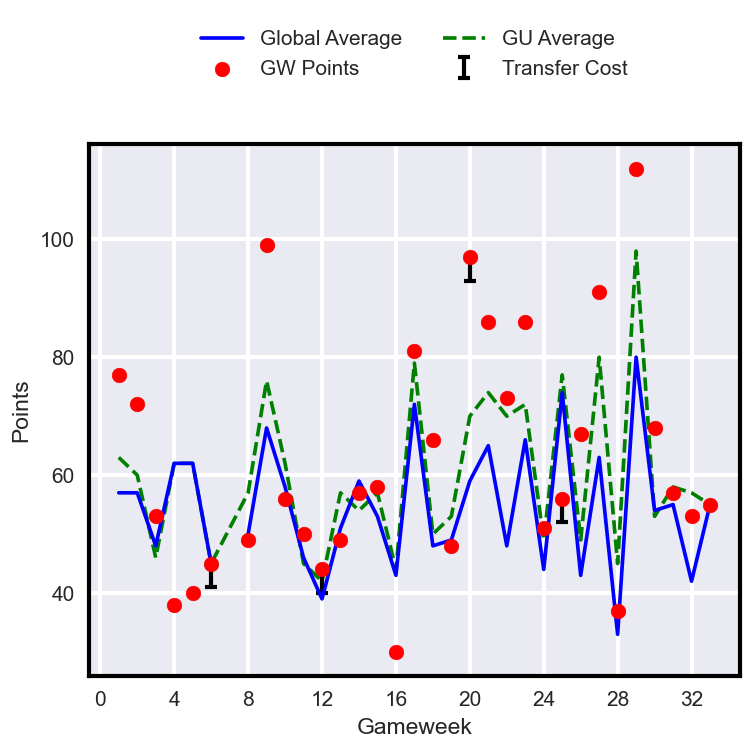 Global Average GU Average
GW Points Transfer Cost
Points
100
80
60
40
0 4 8 12 16 20 24 28 32
Gameweek